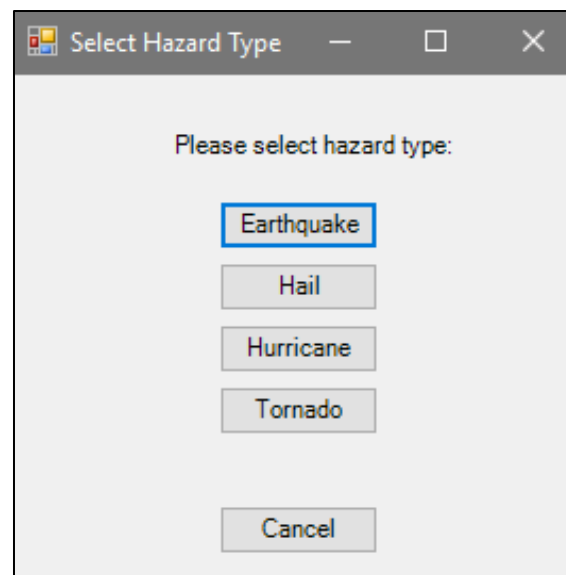 Select Hazard Type
Please select hazard type:
Earthquake
Hail
Hurricane
Tornado
Cancel